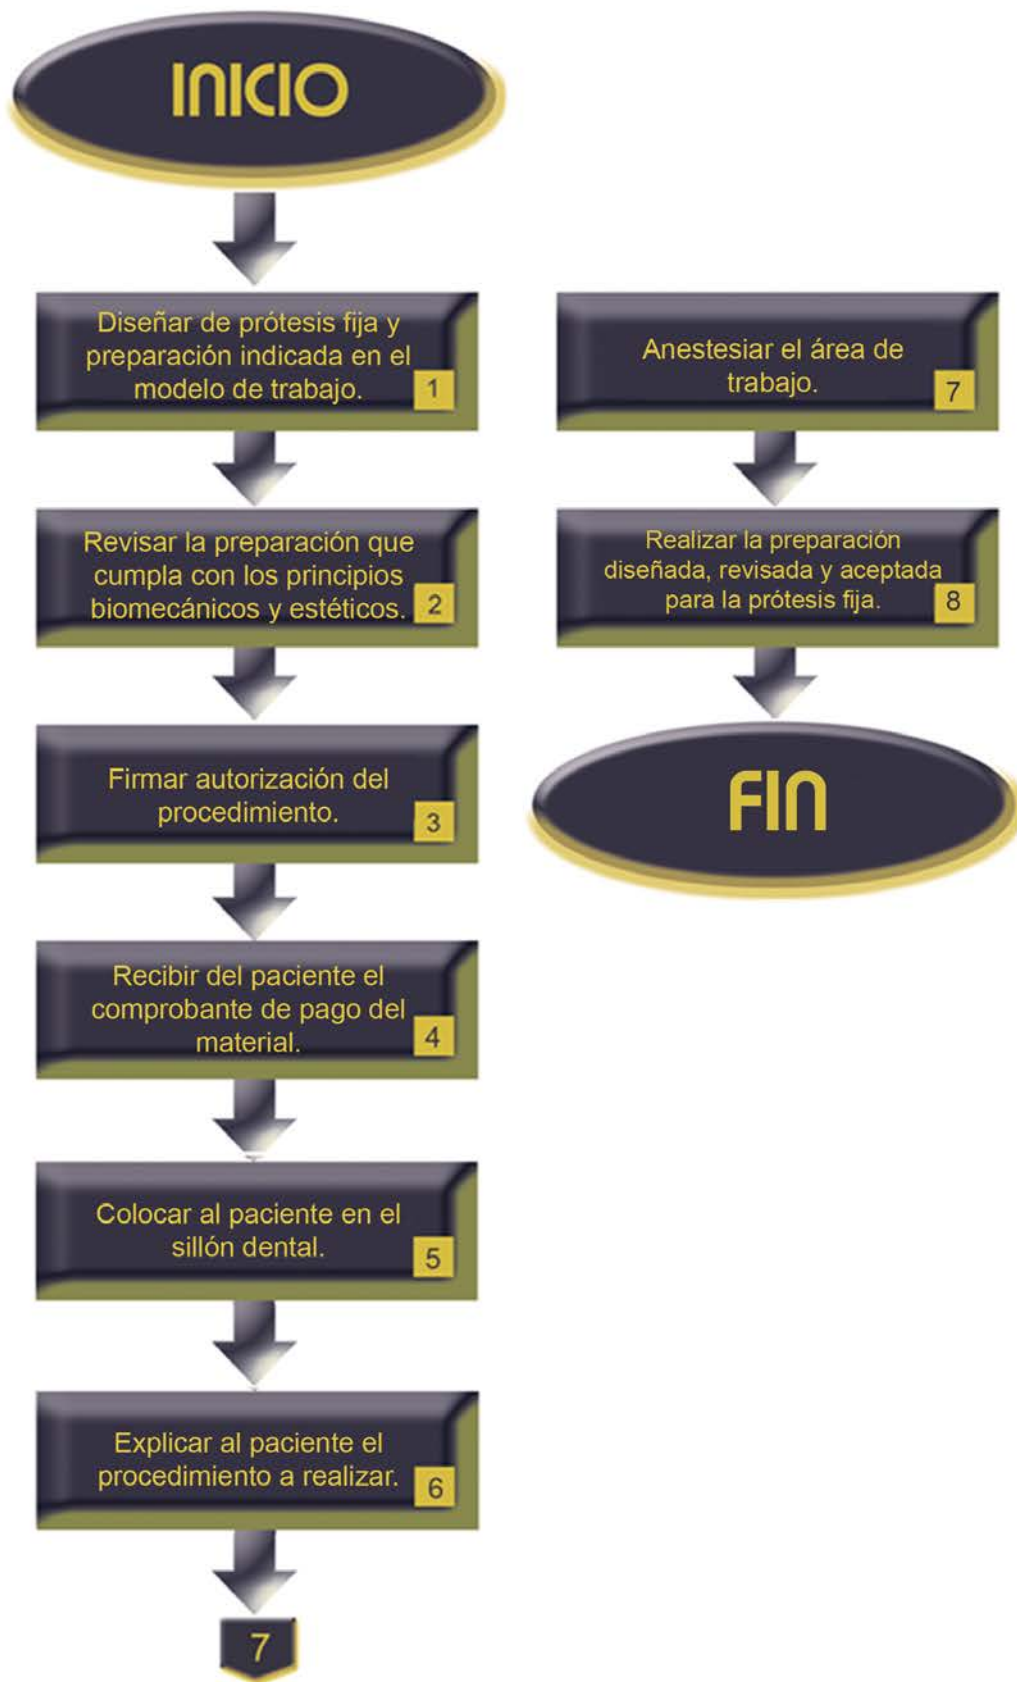 INICIO
Diseñar de prótesis fija y
preparación indicada en el
modelo de trabajo.
1
Revisar la preparación que
cumpla con los principios
biomecánicos y estéticos.
2
Firmar autorización del
procedimiento.
3
Recibir del paciente el
comprobante de pago del
material.
4
Colocar al paciente en el
sillón dental.
5
Explicar al paciente el
procedimiento a realizar.
6
7
Anestesiar el área de
trabajo.
7
Realizar la preparación
diseñada, revisada y aceptada
para la prótesis fija.
8
FIN